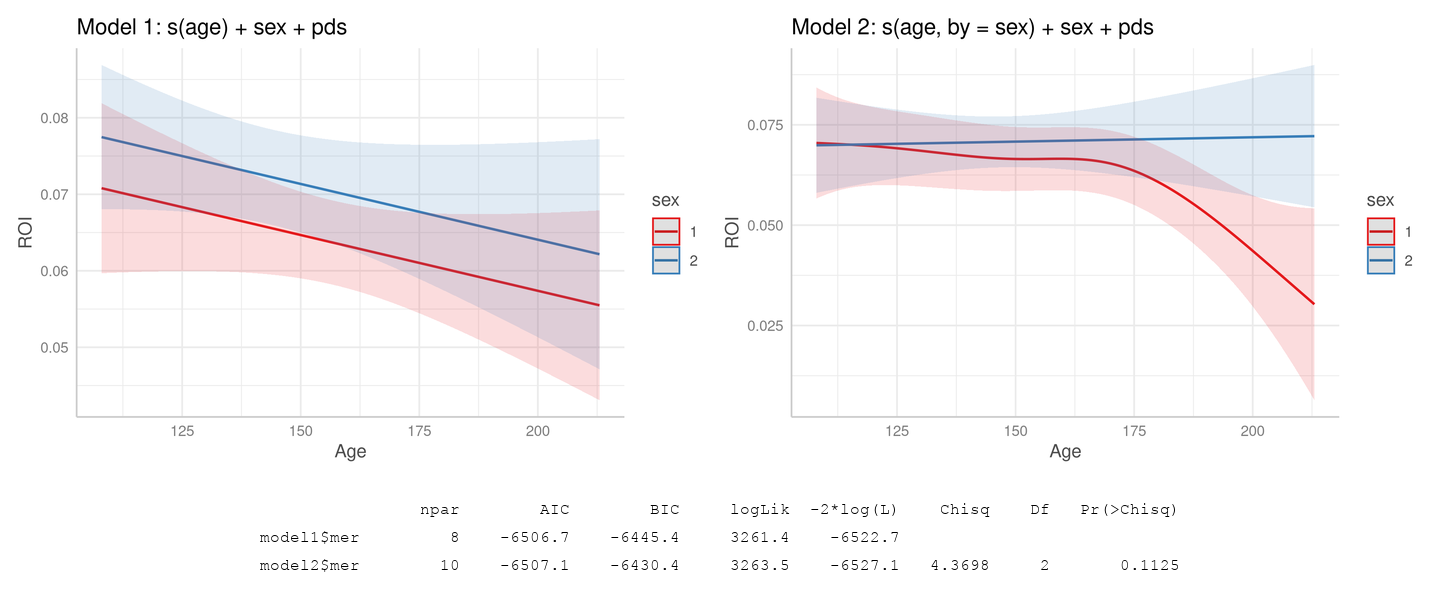 Model 1: s(age) + sex + pds
0.08
0.07
0.06
0.05
ROI
125 150 175 200
Age
sex
1
2
Model 2: s(age, by = sex) + sex + pds
0.075
0.050
0.025
ROI
125 150 175 200
Age
sex
1
2
npar AIC BIC logLik -2*log(L) Chisq Df Pr(>Chisq)
model1$mer 8 -6506.7 -6445.4 3261.4 -6522.7
model2$mer 10 -6507.1 -6430.4 3263.5 -6527.1 4.3698 2 0.1125